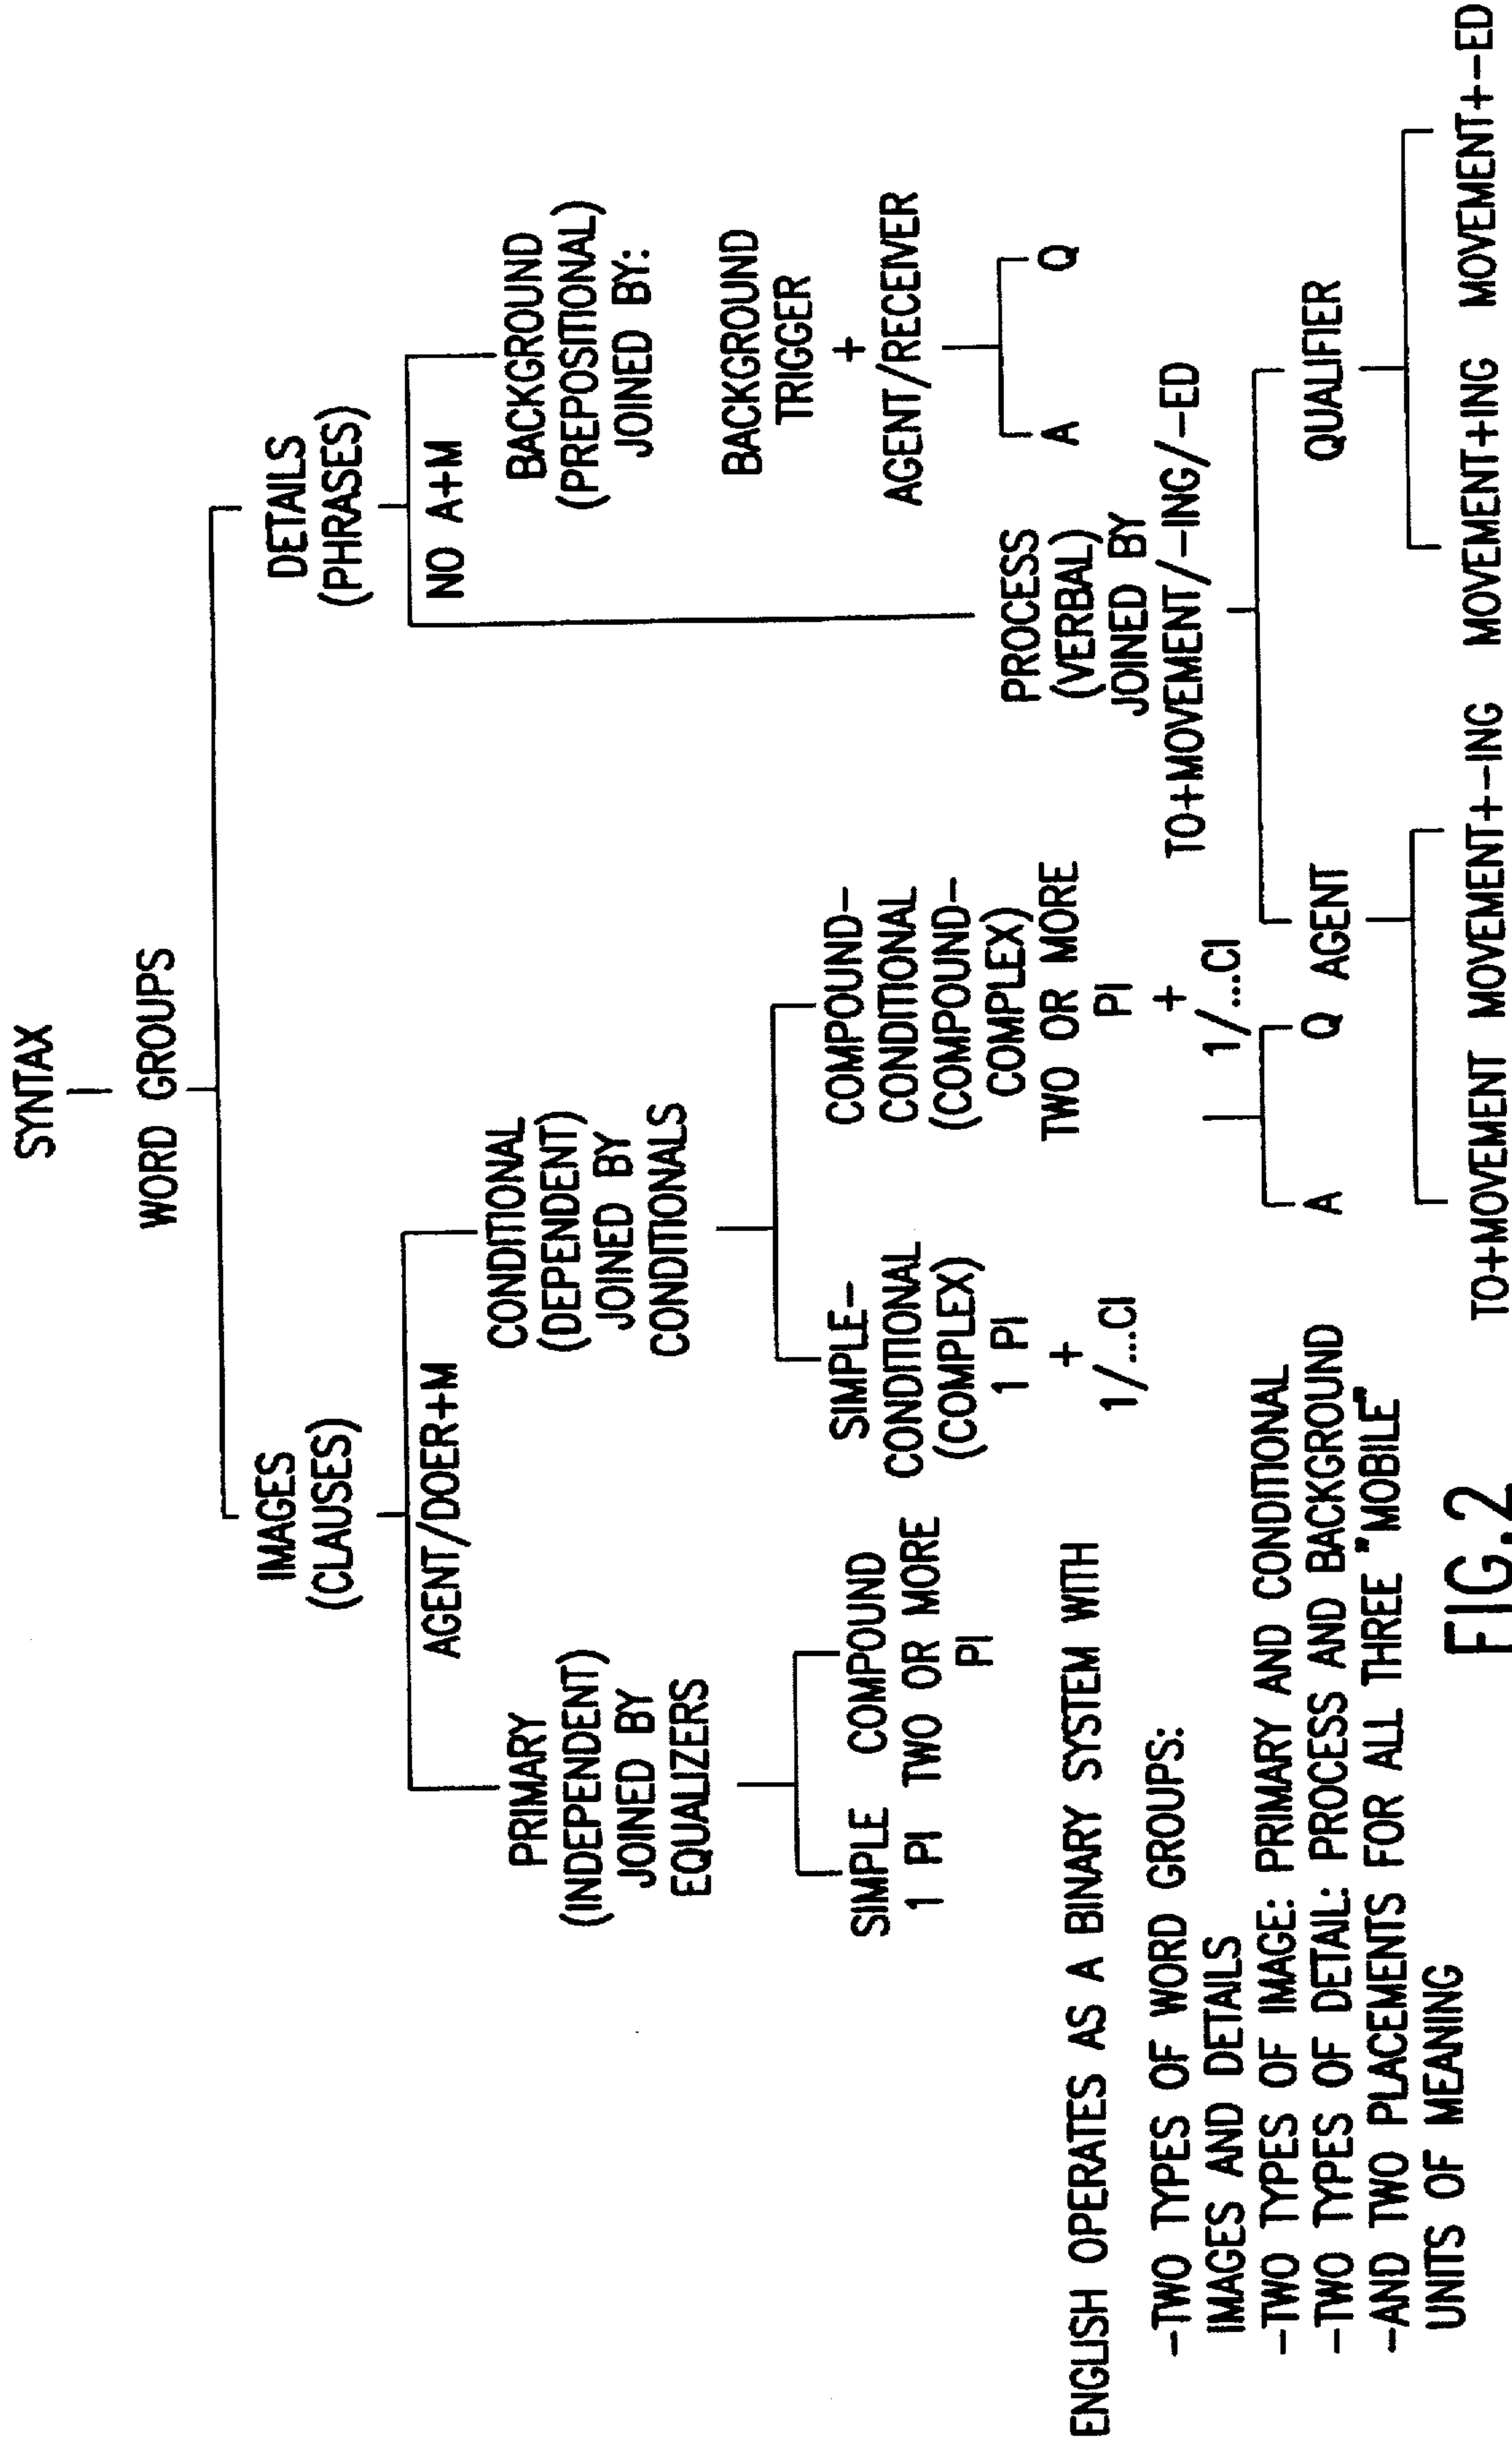 SYNTAX
WORD GROUPS
IMAGES
(CLAUSES)
AGENT/DOER+M
PRIMARY
(INDEPENDENT)
JOINED BY
EQUALIZERS
SIMPLE
1 PI
COMPOUND
TWO OR MORE
PI
CONDITIONAL
(DEPENDENT)
JOINED BY
CONDITIONALS
SIMPLE-
CONDITIONAL
(COMPLEX)
1 PI
+
1/...CI
COMPOUND-
CONDITIONAL
(COMPOUND-
COMPLEX)
TWO OR MORE
PI
+
1/...CI
A Q
DETAILS
(PHRASES)
NO A+M
BACKGROUND
(PREPOSITIONAL)
JOINED BY:
BACKGROUND
TRIGGER
+
AGENT/RECEIVER
A Q
PROCESS
(VERBAL)
JOINED BY
TO+MOVEMENT/-ING/-ED
AGENT
TO+MOVEMENT MOVEMENT+-ING
QUALIFIER
MOVEMENT+ING MOVEMENT+-ED
ENGLISH OPERATES AS A BINARY SYSTEM WITH
-TWO TYPES OF WORD GROUPS:
IMAGES AND DETAILS
-TWO TYPES OF IMAGE: PRIMARY AND CONDITIONAL
-TWO TYPES OF DETAIL: PROCESS AND BACKGROUND
-AND TWO PLACEMENTS FOR ALL THREE "MOBILE"
UNITS OF MEANING
FIG.2